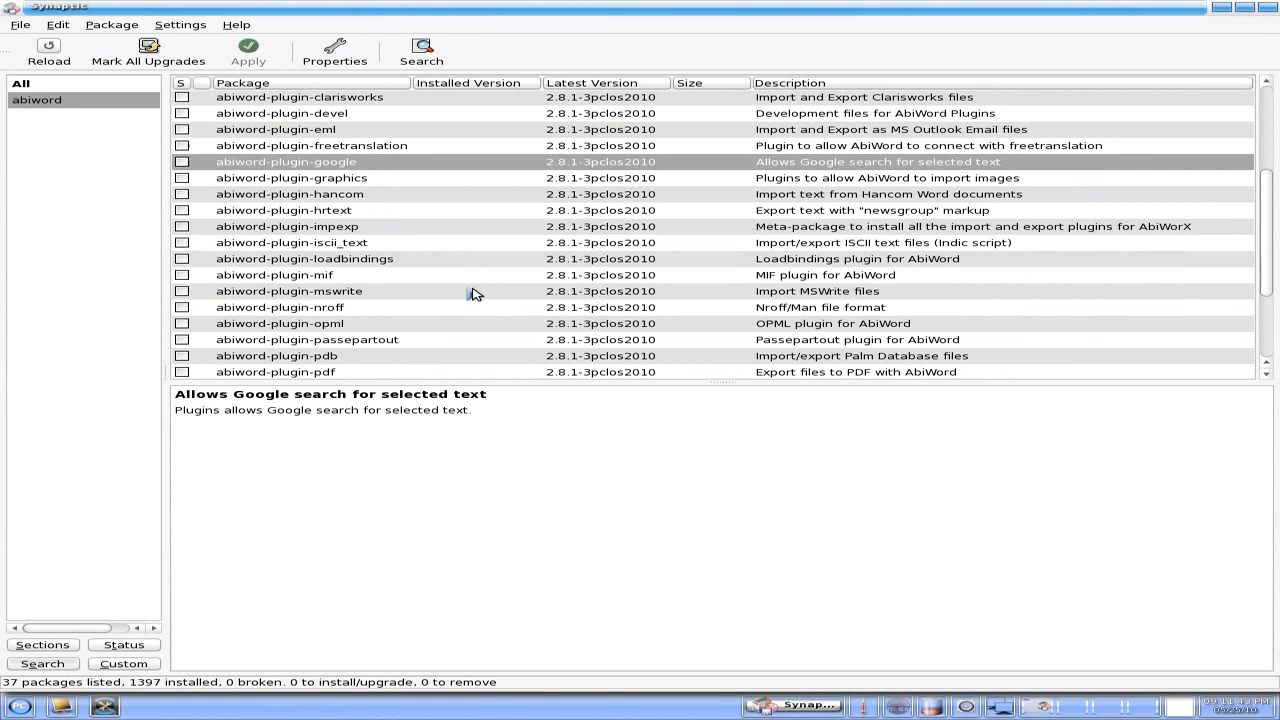 Synaptic
File Edit Package Settings Help
Reload Mark All Upgrades Apply Properties Search
All
abiword
S Package Installed Version Latest Version Size Description
abiword-plugin-clarisworks 2.8.1-3pclos2010 Import and Export Clarisworks files
abiword-plugin-devel 2.8.1-3pclos2010 Development files for AbiWord Plugins
abiword-plugin-eml 2.8.1-3pclos2010 Import and Export as MS Outlook Email files
abiword-plugin-freetranslation 2.8.1-3pclos2010 Plugin to allow AbiWord to connect with freetranslation
abiword-plugin-google 2.8.1-3pclos2010 Allows Google search for selected text
abiword-plugin-graphics 2.8.1-3pclos2010 Plugins to allow AbiWord to import images
abiword-plugin-hancom 2.8.1-3pclos2010 Import text from Hancom Word documents
abiword-plugin-hrtext 2.8.1-3pclos2010 Export text with "newsgroup" markup
abiword-plugin-impexp 2.8.1-3pclos2010 Meta-package to install all the import and export plugins for AbiWorX
abiword-plugin-iscii_text 2.8.1-3pclos2010 Import/export ISCII text files (Indic script)
abiword-plugin-loadbindings 2.8.1-3pclos2010 Loadbindings plugin for AbiWord
abiword-plugin-mif 2.8.1-3pclos2010 MIF plugin for AbiWord
abiword-plugin-mswrite 2.8.1-3pclos2010 Import MSWrite files
abiword-plugin-nroff 2.8.1-3pclos2010 Nroff/Man file format
abiword-plugin-opml 2.8.1-3pclos2010 OPML plugin for AbiWord
abiword-plugin-passepartout 2.8.1-3pclos2010 Passepartout plugin for AbiWord
abiword-plugin-pdb 2.8.1-3pclos2010 Import/export Palm Database files
abiword-plugin-pdf 2.8.1-3pclos2010 Export files to PDF with AbiWord
Allows Google search for selected text
Plugins allows Google search for selected text.
Sections Status
Search Custom
37 packages listed, 1397 installed, 0 broken. 0 to install/upgrade, 0 to remove
PC Synap... 09:11:43 PM
05/29/10